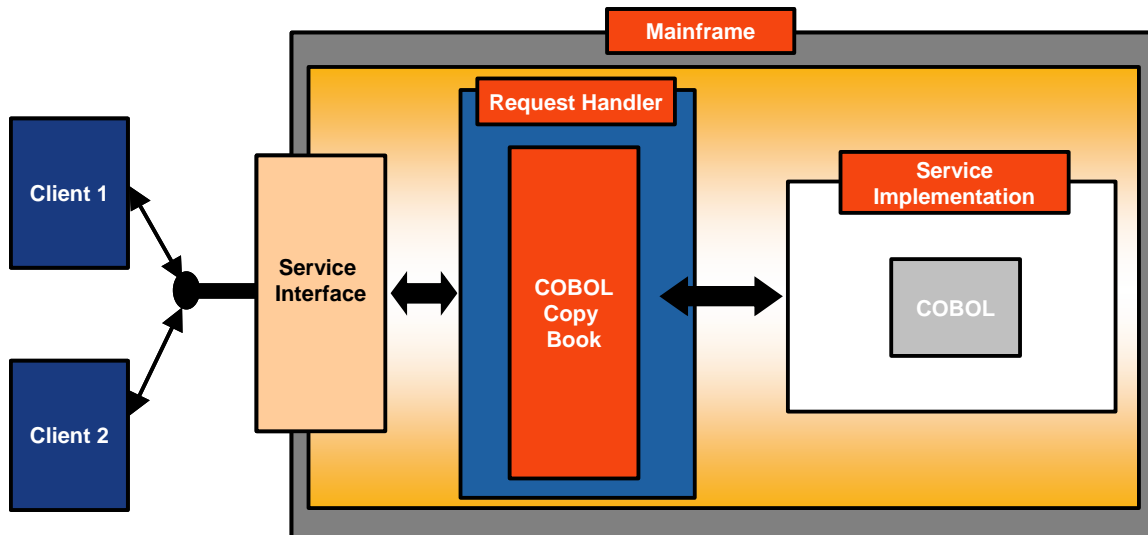 Mainframe
Request Handler
Client 1
Service
Implementation
Service
Interface
COBOL
Copy
Book
COBOL
Client 2